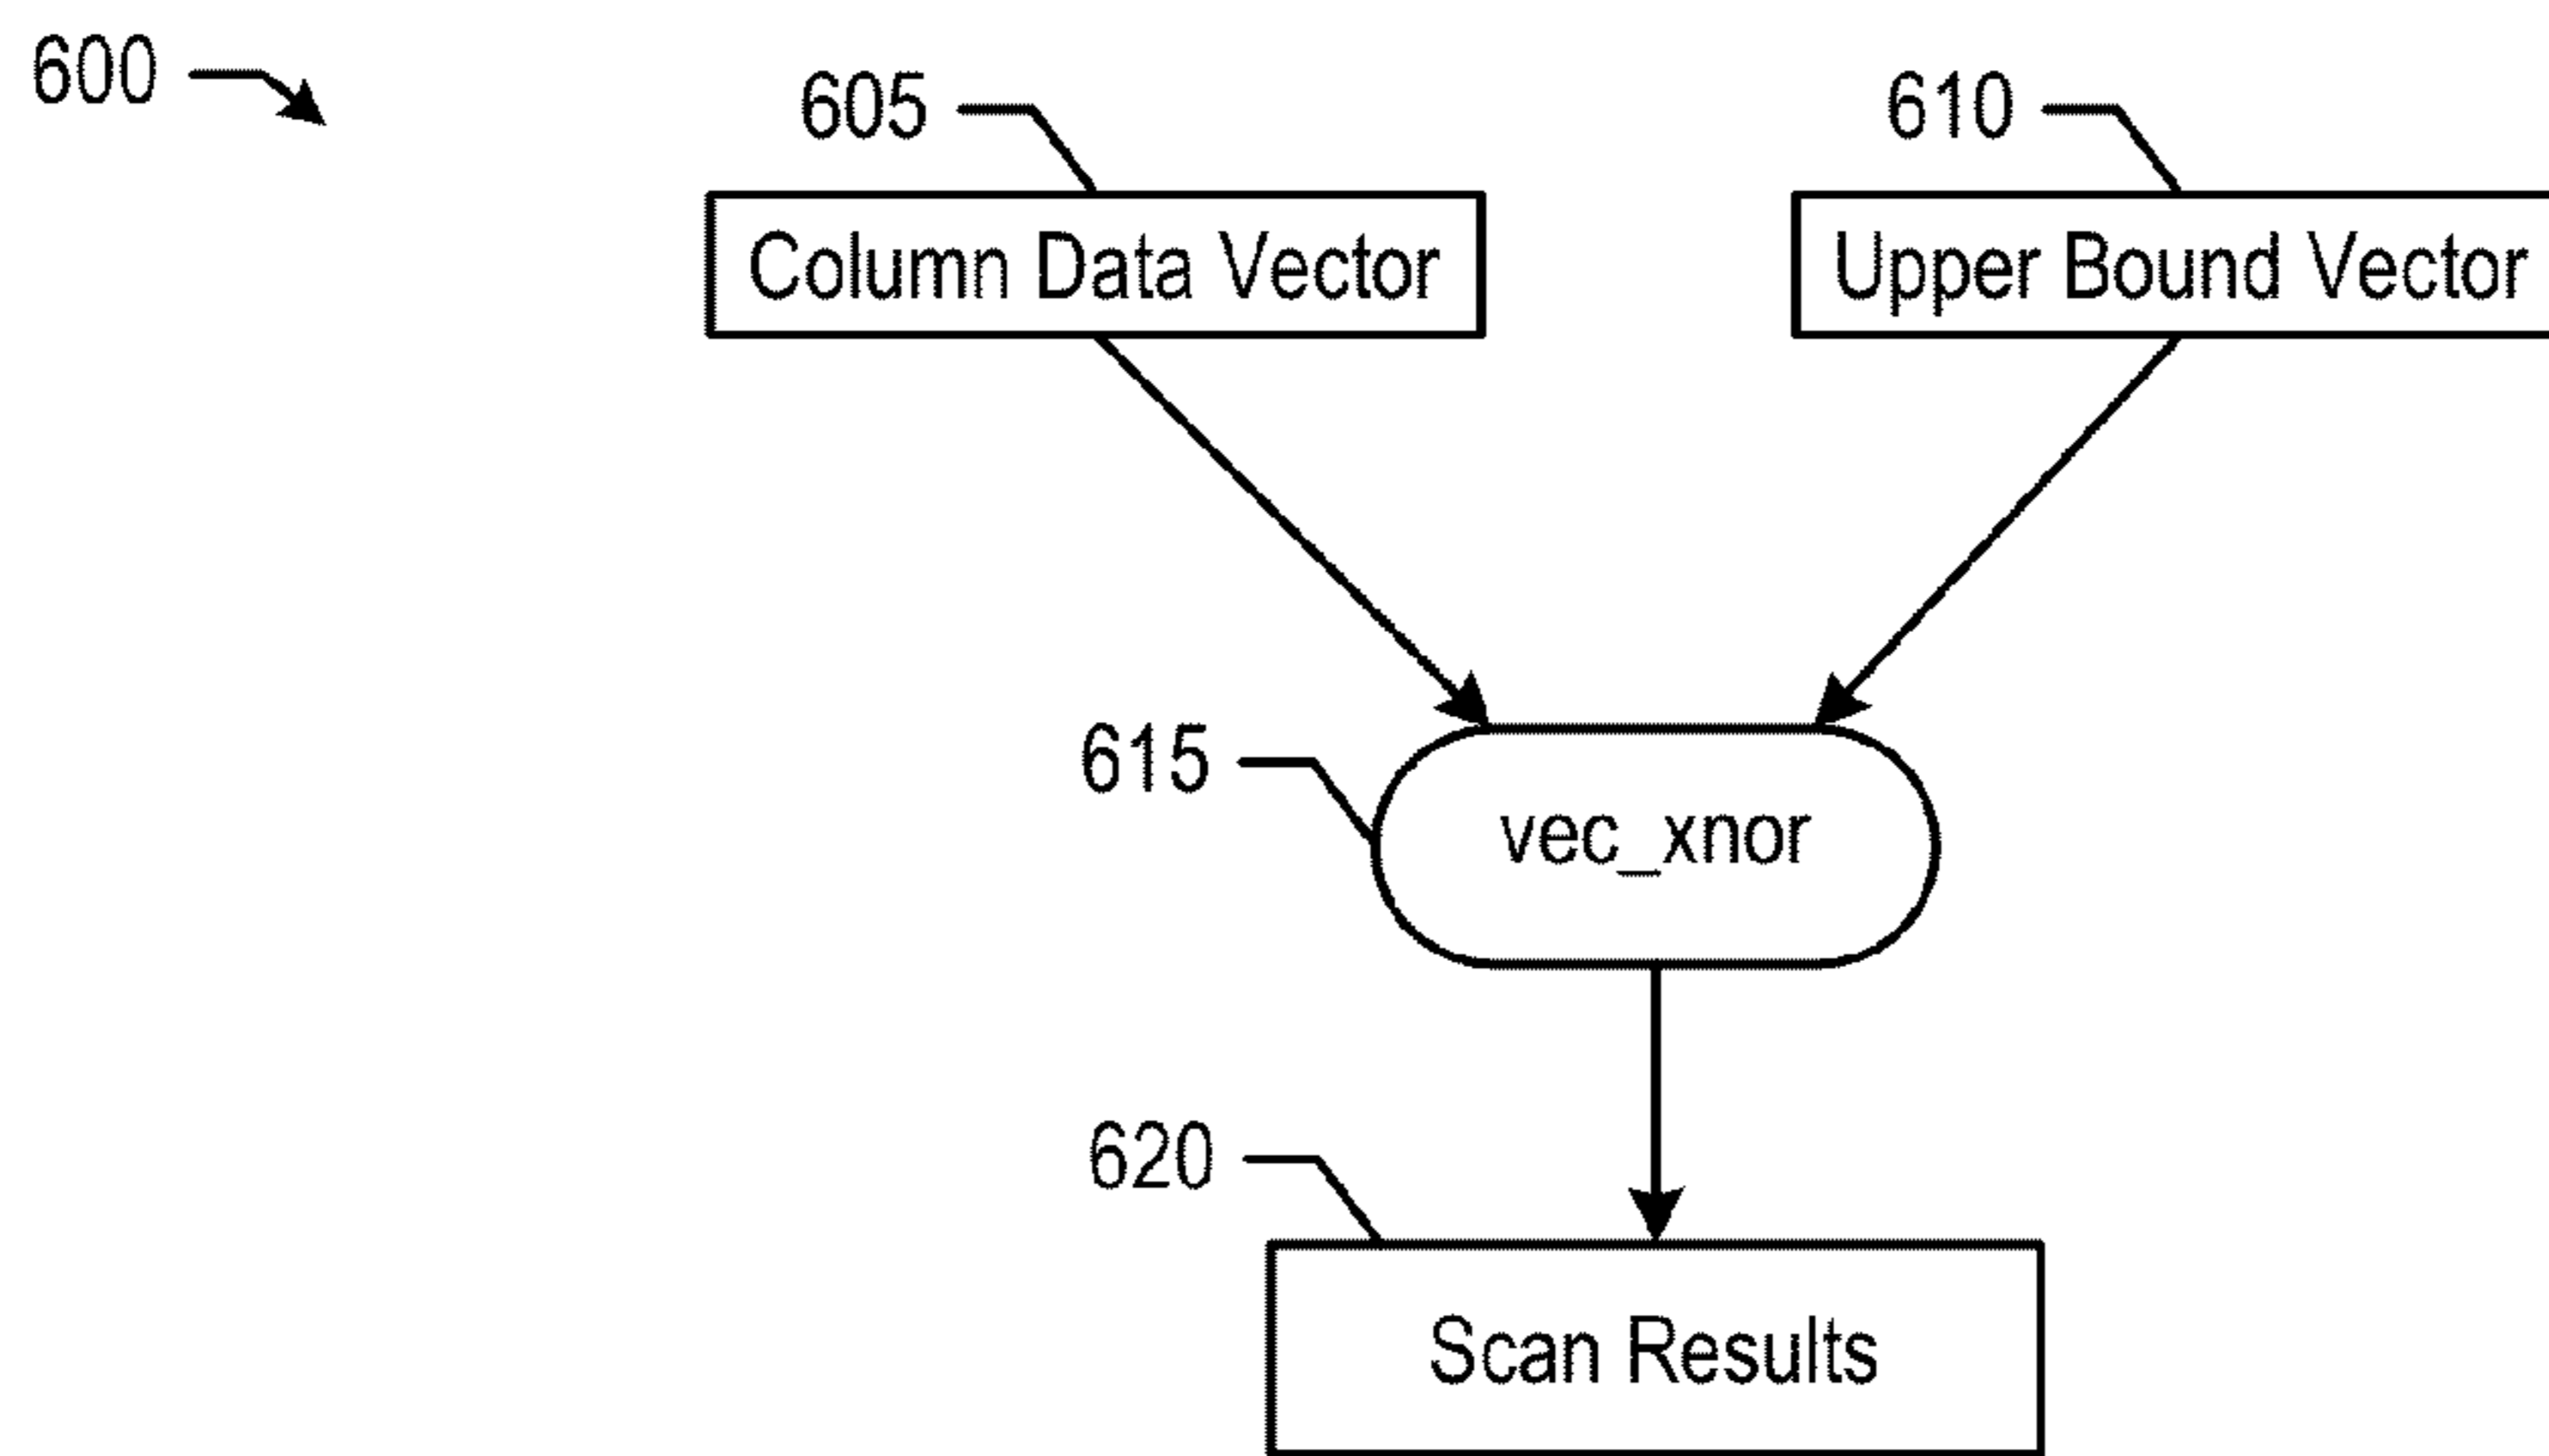 600
605
610
Column Data Vector
Upper Bound Vector
615
vec_xnor
620
Scan Results